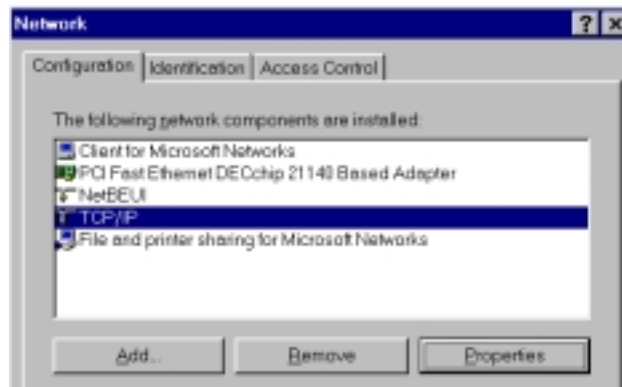 Network
Configuration Identification Access Control
The following network components are installed:
Client for Microsoft Networks
PCI Fast Ethernet DECchip 21140 Based Adapter
NetBEUI
TCP/IP
File and printer sharing for Microsoft Networks
Add... Remove Properties